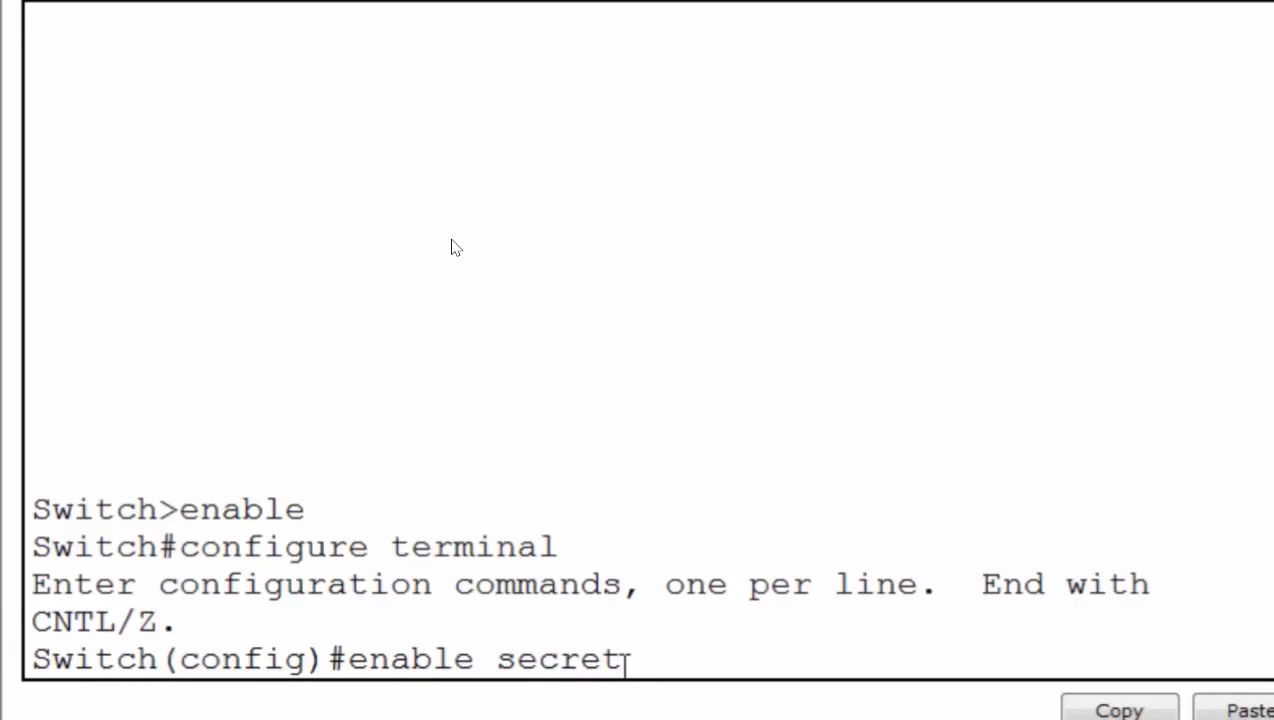 Switch>enable
Switch#configure terminal
Enter configuration commands, one per line.  End with
CNTL/Z.
Switch(config)#enable secret
Copy
Paste